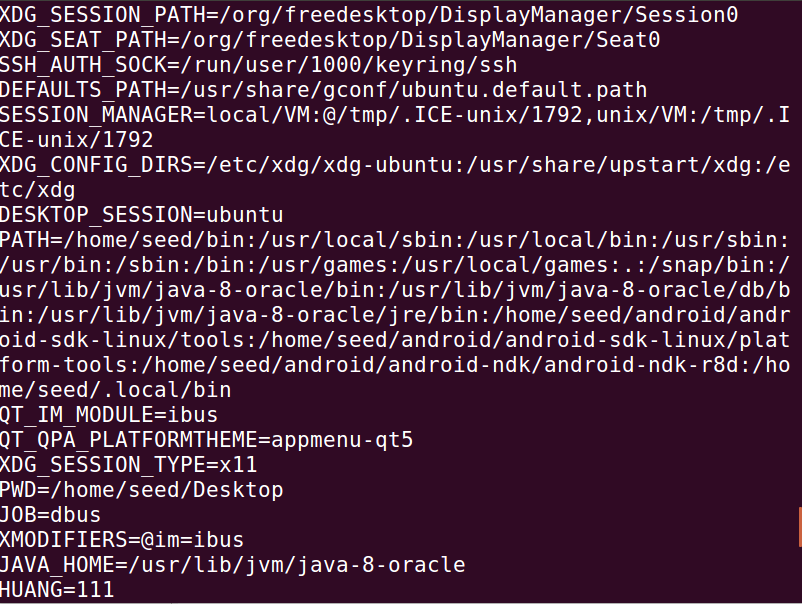 XDG_SESSION_PATH=/org/freedesktop/DisplayManager/Session0
XDG_SEAT_PATH=/org/freedesktop/DisplayManager/Seat0
SSH_AUTH_SOCK=/run/user/1000/keyring/ssh
DEFAULTS_PATH=/usr/share/gconf/ubuntu.default.path
SESSION_MANAGER=local/VM:@/tmp/.ICE-unix/1792,unix/VM:/tmp/.I
CE-unix/1792
XDG_CONFIG_DIRS=/etc/xdg/xdg-ubuntu:/usr/share/upstart/xdg:/e
tc/xdg
DESKTOP_SESSION=ubuntu
PATH=/home/seed/bin:/usr/local/sbin:/usr/local/bin:/usr/sbin:
/usr/bin:/sbin:/bin:/usr/games:/usr/local/games:.:/snap/bin:/
usr/lib/jvm/java-8-oracle/bin:/usr/lib/jvm/java-8-oracle/db/b
in:/usr/lib/jvm/java-8-oracle/jre/bin:/home/seed/android/andr
oid-sdk-linux/tools:/home/seed/android/android-sdk-linux/plat
form-tools:/home/seed/android/android-ndk/android-ndk-r8d:/ho
me/seed/.local/bin
QT_IM_MODULE=ibus
QT_QPA_PLATFORMTHEME=appmenu-qt5
XDG_SESSION_TYPE=x11
PWD=/home/seed/Desktop
JOB=dbus
XMODIFIERS=@im=ibus
JAVA_HOME=/usr/lib/jvm/java-8-oracle
HUANG=111